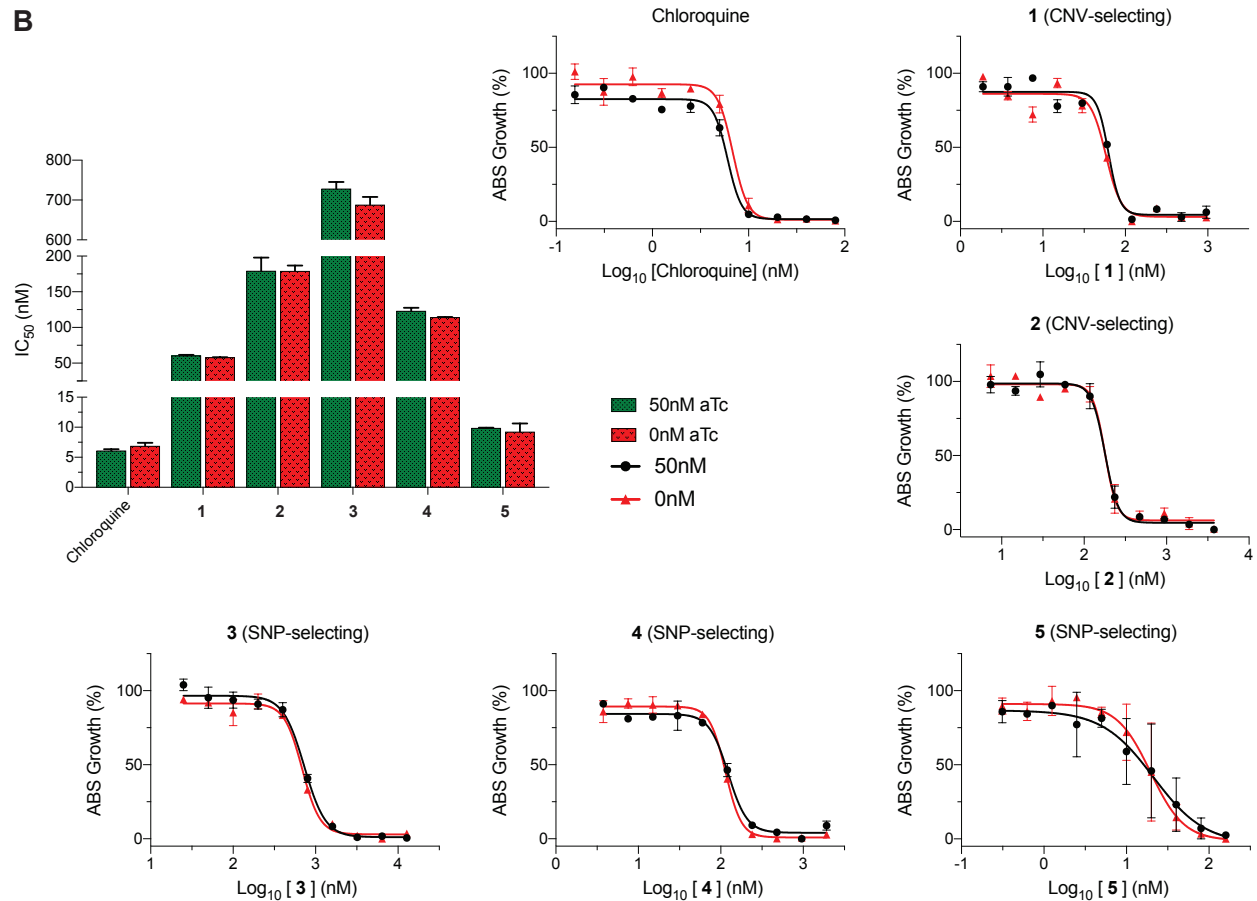 B
Chloroquine
ABS Growth (%)
100
50
0
-1
0
1
2
Log10 [Chloroquine] (nM)
1 (CNV-selecting)
ABS Growth (%)
100
50
0
0
1
2
3
Log10 [ 1 ] (nM)
IC50 (nM)
800
700
600
200
150
100
50
15
10
5
0
Chloroquine
1
2
3
4
5
50nM aTc
0nM aTc
50nM
0nM
2 (CNV-selecting)
ABS Growth (%)
100
50
0
1
2
3
4
Log10 [ 2 ] (nM)
3 (SNP-selecting)
ABS Growth (%)
100
50
0
1
2
3
4
Log10 [ 3 ] (nM)
4 (SNP-selecting)
ABS Growth (%)
100
50
0
0
1
2
3
Log10 [ 4 ] (nM)
5 (SNP-selecting)
ABS Growth (%)
100
50
0
-1
0
1
2
Log10 [ 5 ] (nM)